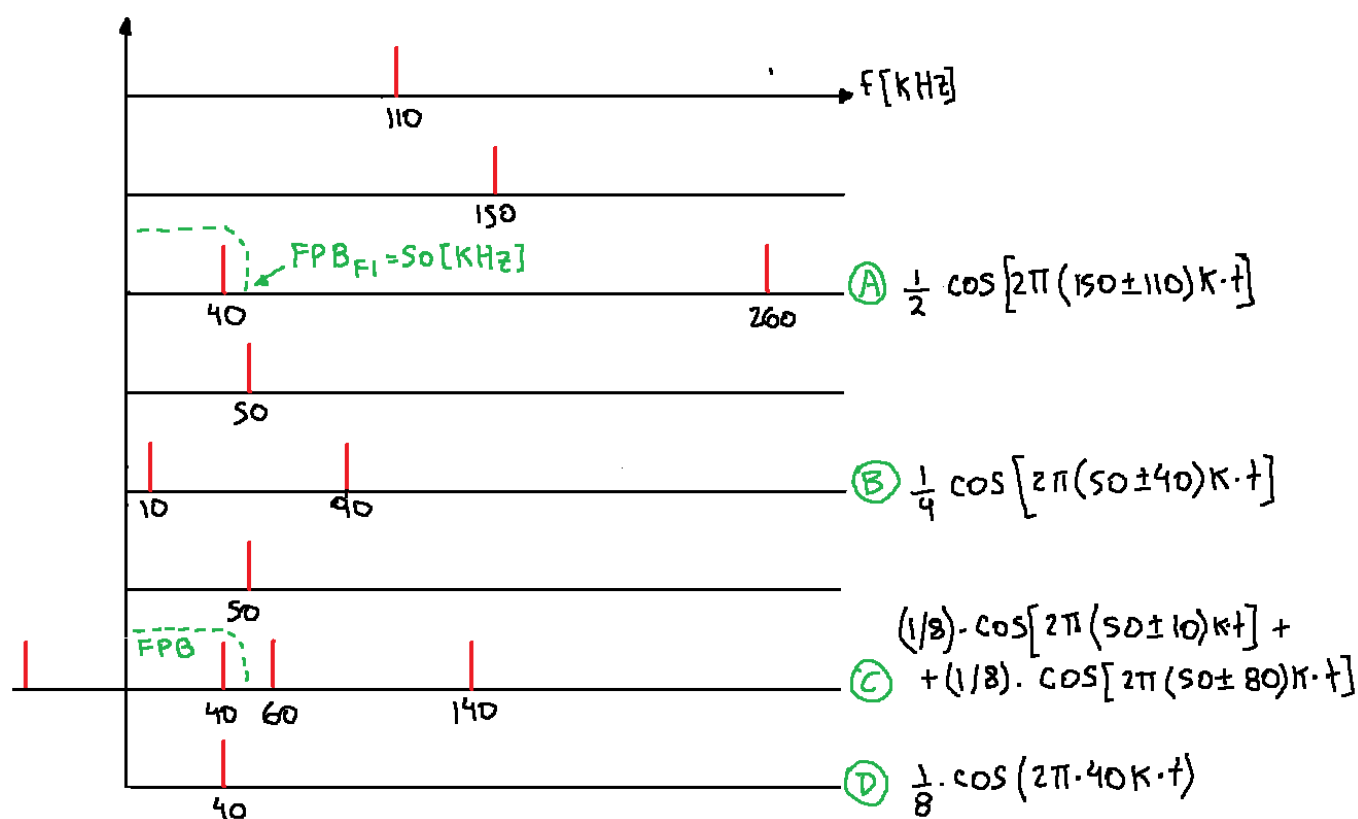 f[KHz]
110
150
FPB_F1 = 50[KHz]
40
260
Ⓐ 1/2 cos[2π(150±110)K·t]
50
10
90
Ⓑ 1/4 cos[2π(50±40)K·t]
50
(1/8).cos[2π(50±10)K·t] +
FPB
Ⓒ +(1/8). cos[2π(50±80)K·t]
40
60
140
Ⓓ 1/8 .cos(2π·40K·t)
40